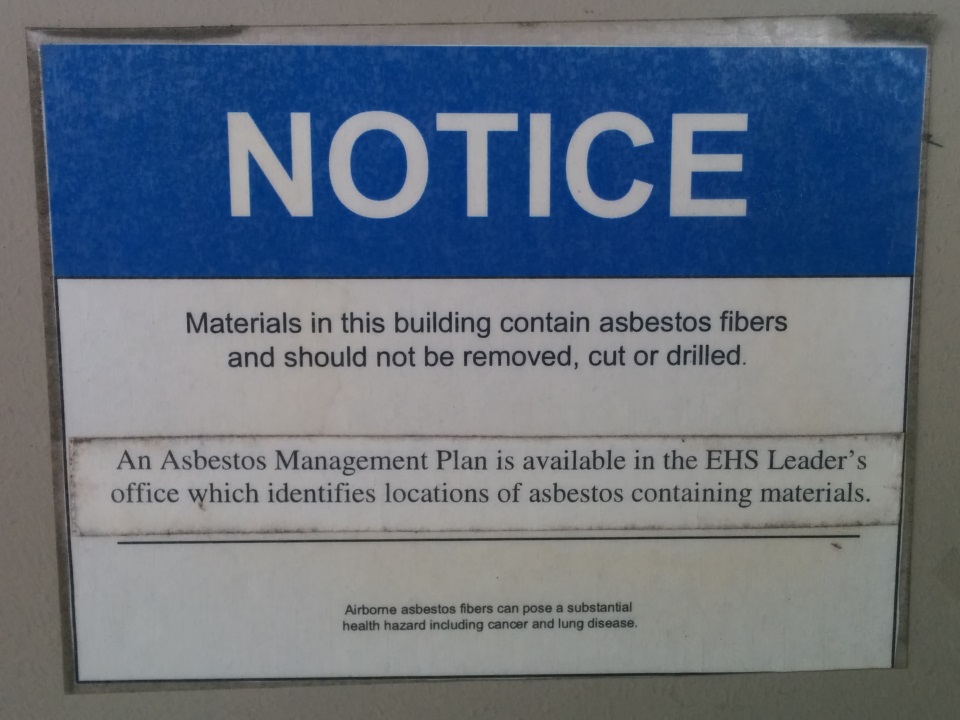 NOTICE
Materials in this building contain asbestos fibers
and should not be removed, cut or drilled.
An Asbestos Management Plan is available in the EHS Leader's
office which identifies locations of asbestos containing materials.
Airborne asbestos fibers can pose a substantial
health hazard including cancer and lung disease.